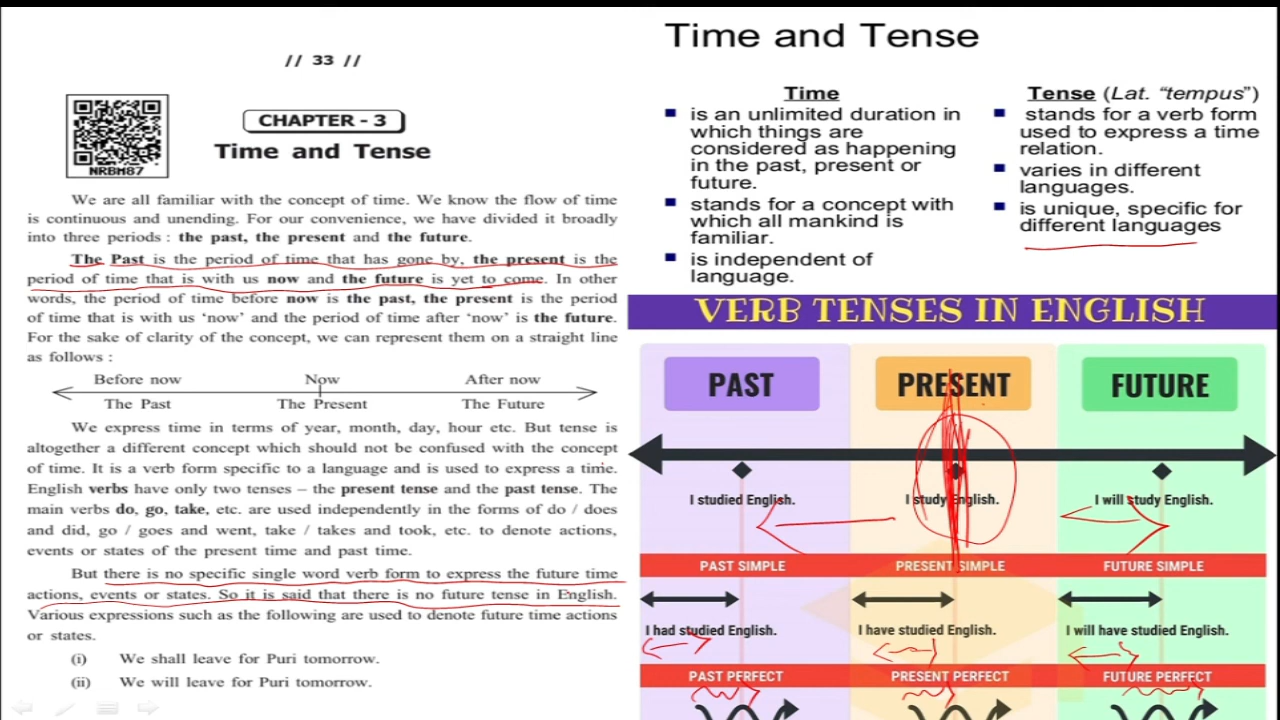 // 33 //
NRBM87
CHAPTER - 3
Time and Tense
We are all familiar with the concept of time. We know the flow of time
is continuous and unending. For our convenience, we have divided it broadly
into three periods : the past, the present and the future.
The Past is the period of time that has gone by, the present is the
period of time that is with us now and the future is yet to come. In other
words, the period of time before now is the past, the present is the period
of time that is with us ‘now’ and the period of time after ‘now’ is the future.
For the sake of clarity of the concept, we can represent them on a straight line
as follows :
Before now Now After now
The Past The Present The Future
We express time in terms of year, month, day, hour etc. But tense is
altogether a different concept which should not be confused with the concept
of time. It is a verb form specific to a language and is used to express a time.
English verbs have only two tenses – the present tense and the past tense. The
main verbs do, go, take, etc. are used independently in the forms of do / does
and did, go / goes and went, take / takes and took, etc. to denote actions,
events or states of the present time and past time.
But there is no specific single word verb form to express the future time
actions, events or states. So it is said that there is no future tense in English.
Various expressions such as the following are used to denote future time actions
or states.
(i) We shall leave for Puri tomorrow.
(ii) We will leave for Puri tomorrow.
Time and Tense
Time
is an unlimited duration in
which things are
considered as happening
in the past, present or
future.
stands for a concept with
which all mankind is
familiar.
is independent of
language.
Tense (Lat. “tempus”)
stands for a verb form
used to express a time
relation.
varies in different
languages.
is unique, specific for
different languages
VERB TENSES IN ENGLISH
PAST PRESENT FUTURE
I studied English. I study English. I will study English.
PAST SIMPLE PRESENT SIMPLE FUTURE SIMPLE
I had studied English. I have studied English. I will have studied English.
PAST PERFECT PRESENT PERFECT FUTURE PERFECT